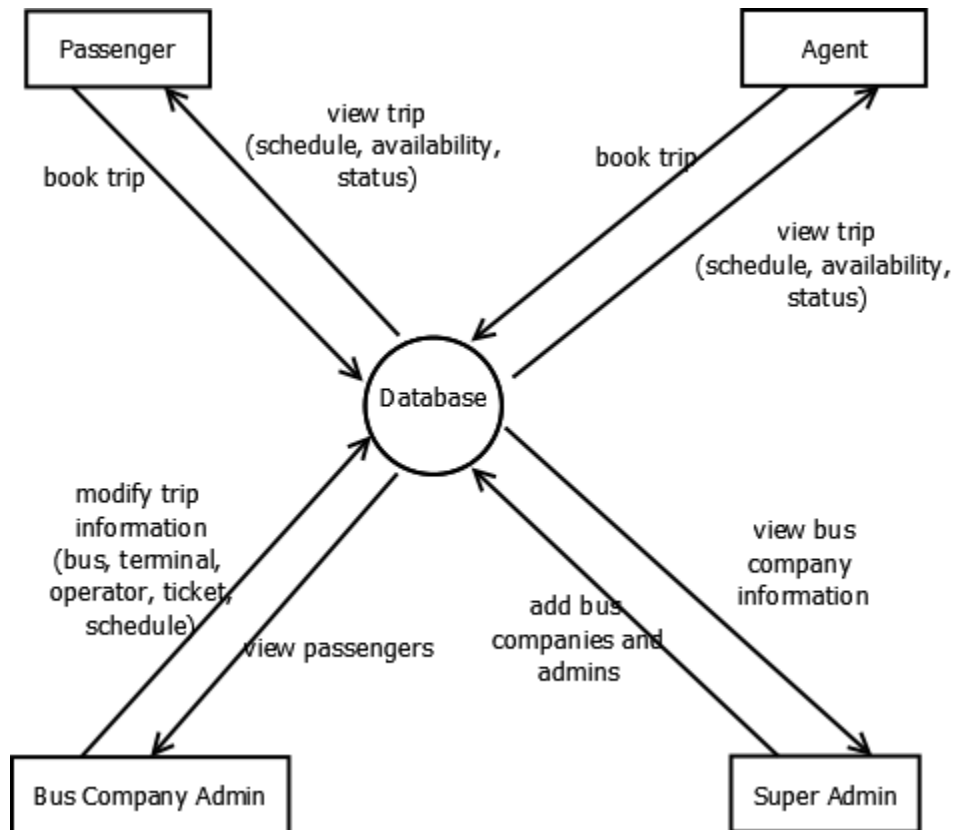 Passenger
Agent
view trip
(schedule, availability,
status)
book trip
book trip
view trip
(schedule, availability,
status)
Database
modify trip
information
(bus, terminal,
operator, ticket,
schedule)
view passengers
view bus
company
information
add bus
companies and
admins
Bus Company Admin
Super Admin